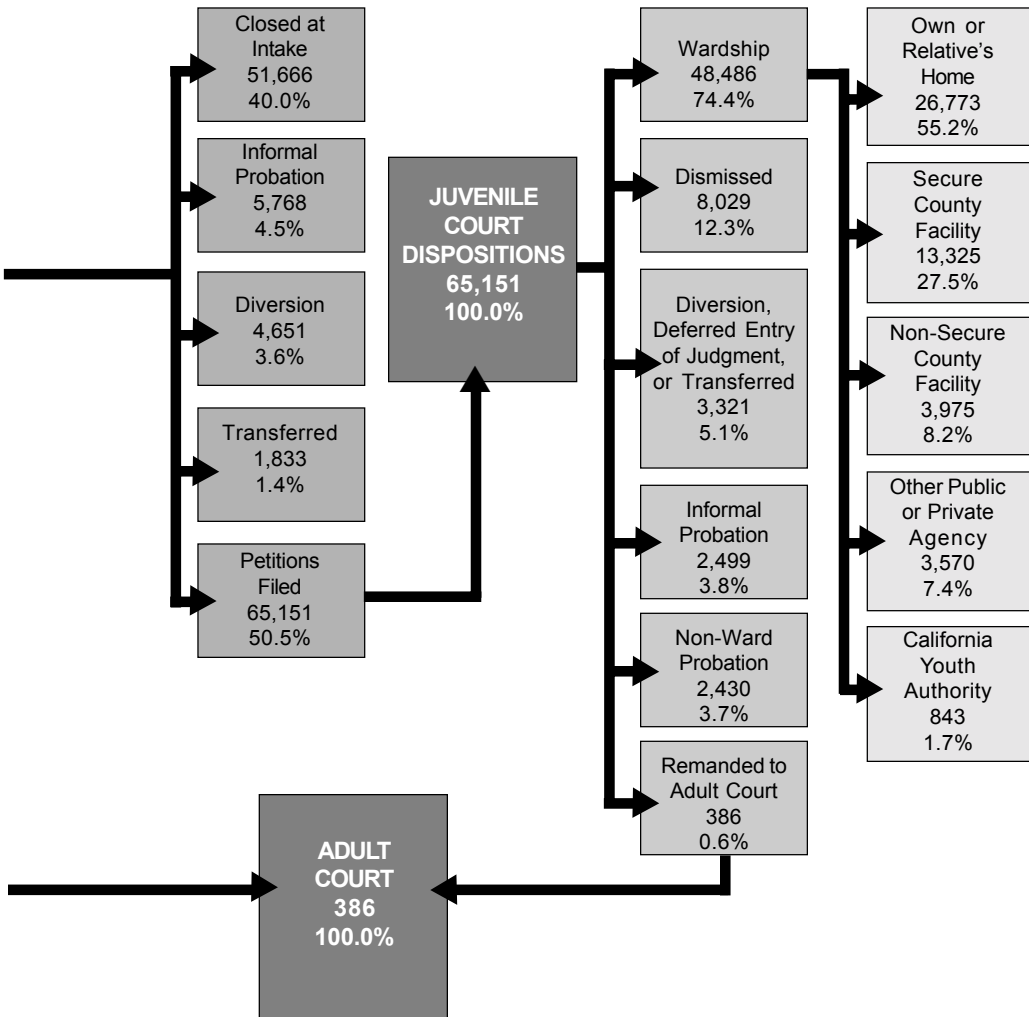 Closed at
Intake
51,666
40.0%
Informal
Probation
5,768
4.5%
Diversion
4,651
3.6%
Transferred
1,833
1.4%
Petitions
Filed
65,151
50.5%
JUVENILE
COURT
DISPOSITIONS
65,151
100.0%
Wardship
48,486
74.4%
Dismissed
8,029
12.3%
Diversion,
Deferred Entry
of Judgment,
or Transferred
3,321
5.1%
Informal
Probation
2,499
3.8%
Non-Ward
Probation
2,430
3.7%
Remanded to
Adult Court
386
0.6%
Own or
Relative's
Home
26,773
55.2%
Secure
County
Facility
13,325
27.5%
Non-Secure
County
Facility
3,975
8.2%
Other Public
or Private
Agency
3,570
7.4%
California
Youth
Authority
843
1.7%
ADULT
COURT
386
100.0%